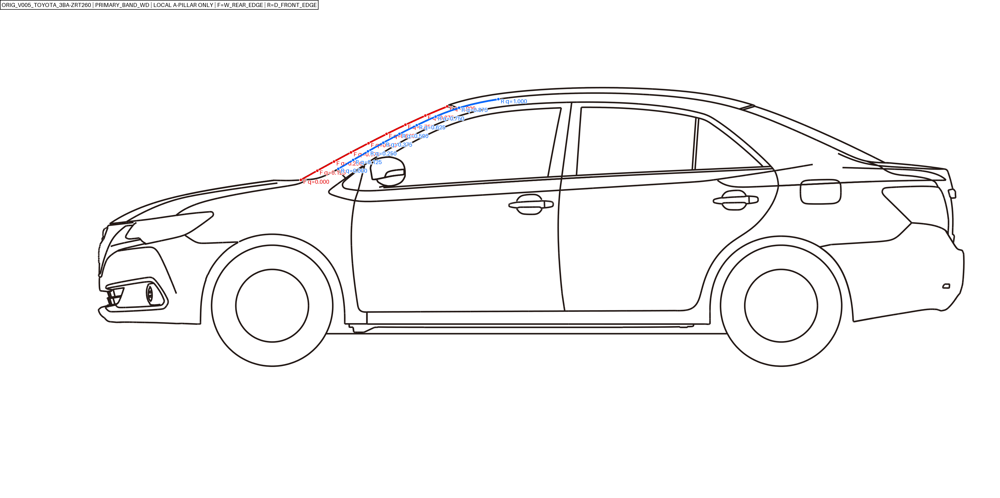 ORIG_V005_TOYOTA_3BA-ZRT260 | PRIMARY_BAND_WD | LOCAL A-PILLAR ONLY | F=W_REAR_EDGE | R=D_FRONT_EDGE
R q=1.000
R q=0.875
R q=0.750
R q=0.625
R q=0.500
R q=0.375
R q=0.250
R q=0.125
R q=0.000
F q=0.125
F q=0.000